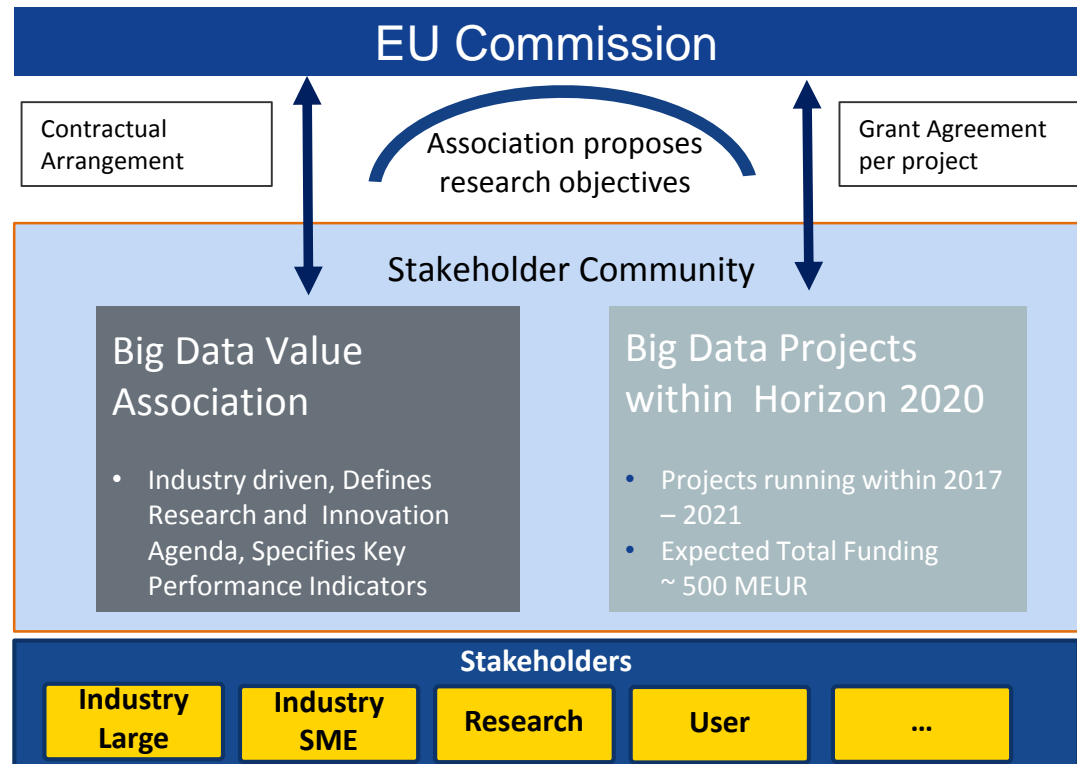 EU Commission
Contractual
Arrangement
Association proposes
research objectives
Grant Agreement
per project
Stakeholder Community
Big Data Value
Association
• Industry driven, Defines
Research and Innovation
Agenda, Specifies Key
Performance Indicators
Big Data Projects
within Horizon 2020
• Projects running within 2017
– 2021
• Expected Total Funding
~ 500 MEUR
Stakeholders
Industry
Large
Industry
SME
Research
User
...